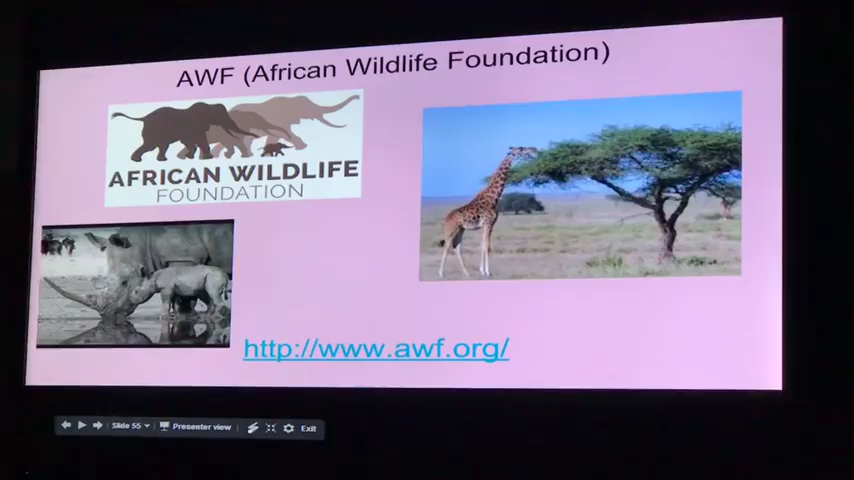 AWF (African Wildlife Foundation)
AFRICAN WILDLIFE
FOUNDATION
http://www.awf.org/
Slide 55
Presenter view
Exit